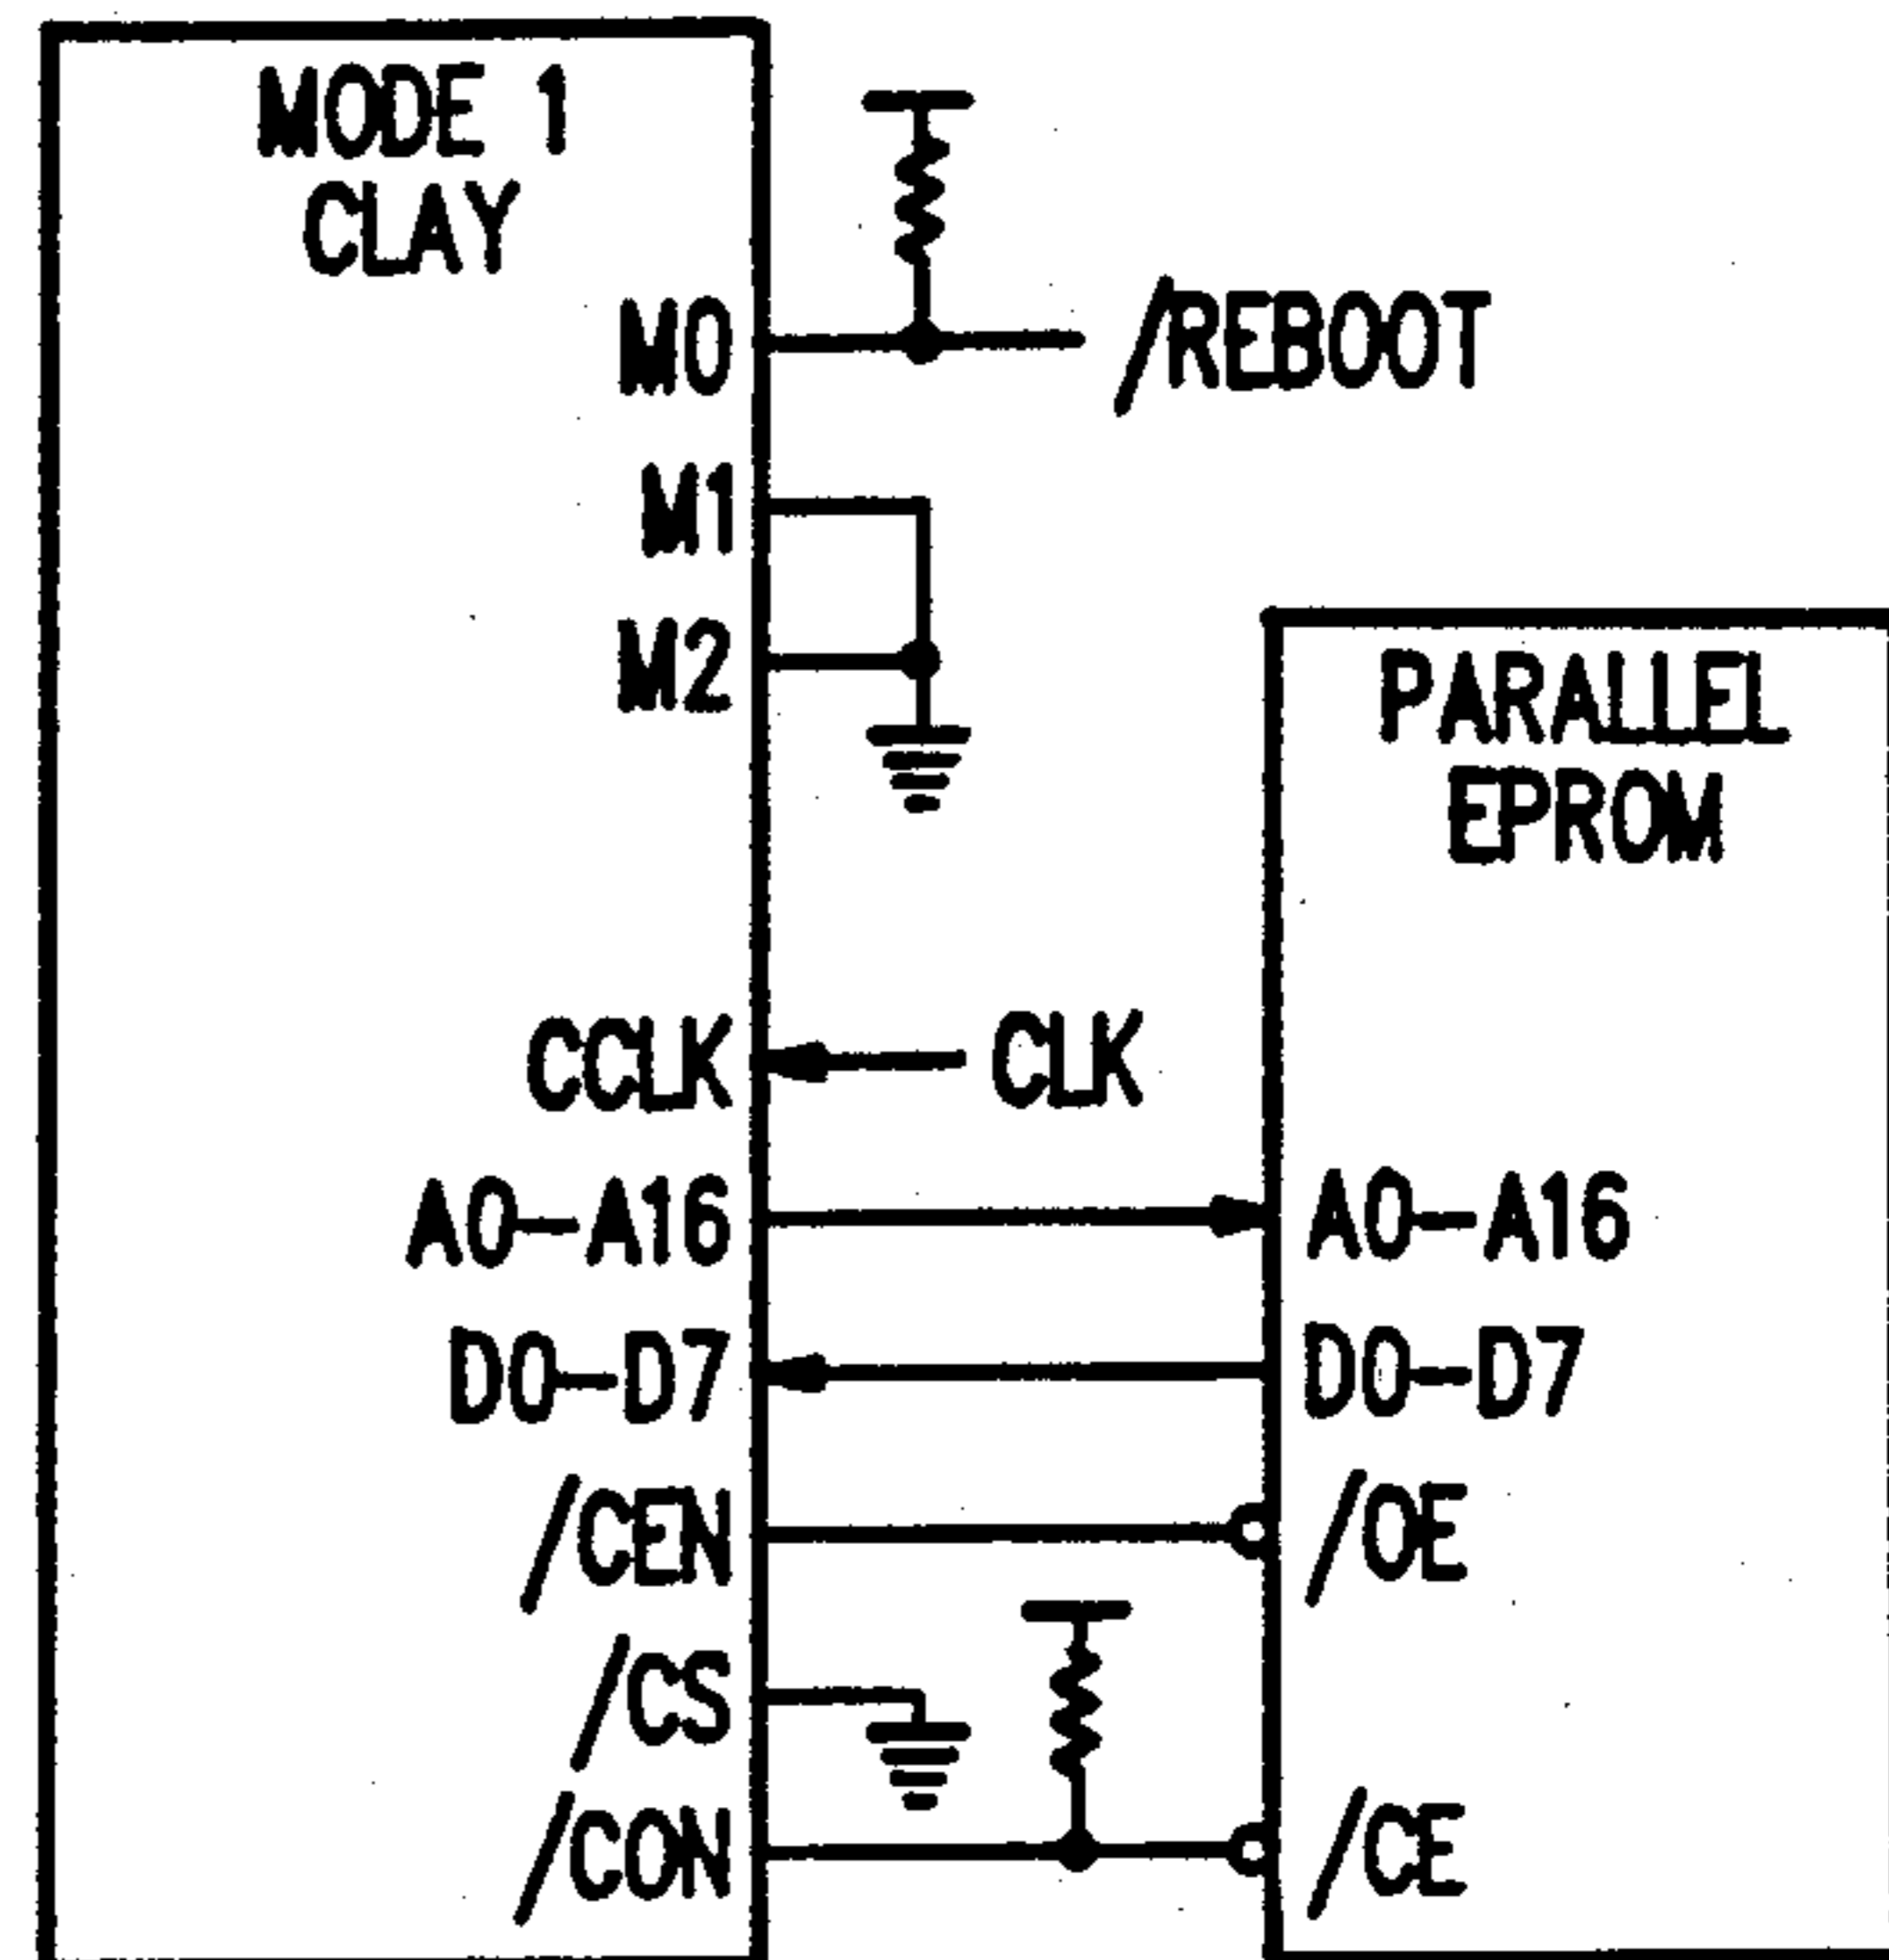 MODE 1
CLAY
M0
/REBOOT
M1
M2
PARALLEL
EPROM
CCLK
CLK
A0-A16
A0-A16
D0-D7
D0-D7
/CEN
/OE
/CS
/CON
/CE